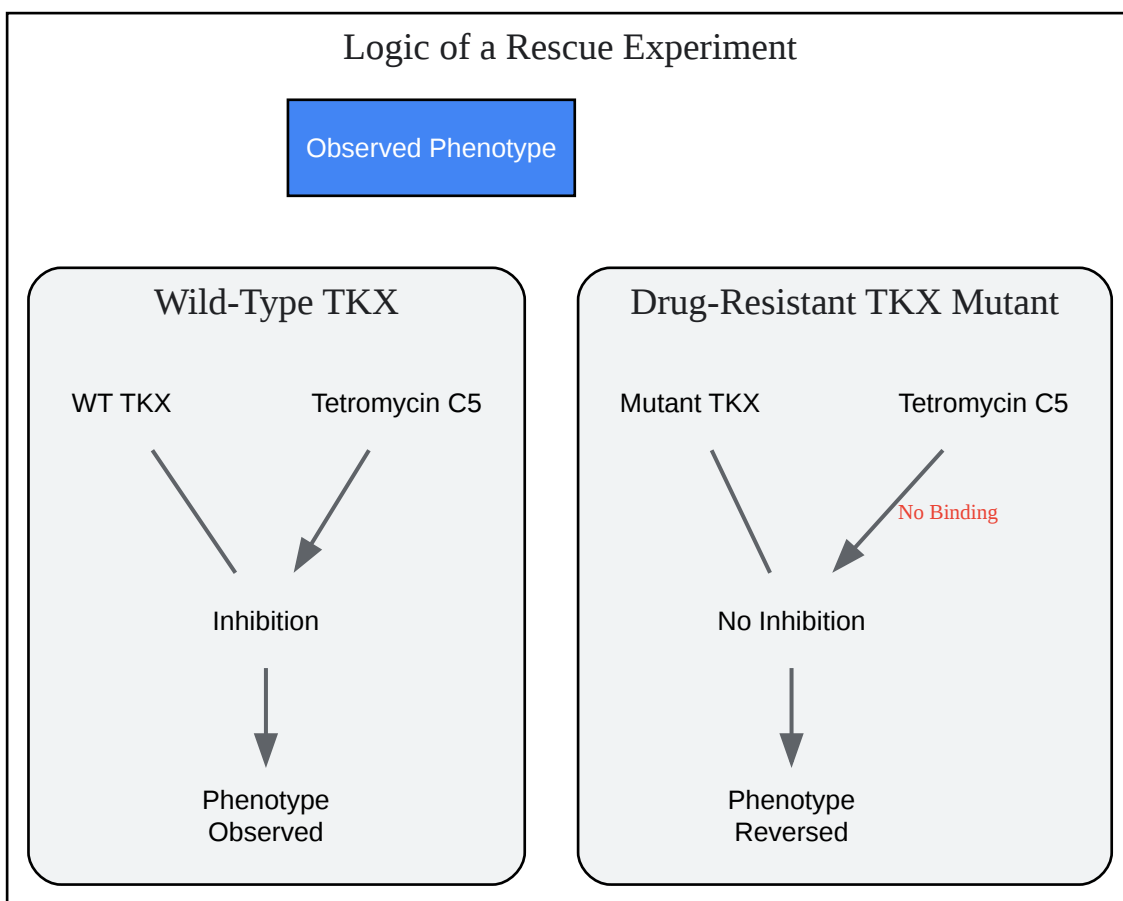 Logic of a Rescue Experiment
Observed Phenotype
Wild-Type TKX
WT TKX
Tetromycin C5
Inhibition
Phenotype
Observed
Drug-Resistant TKX Mutant
Mutant TKX
Tetromycin C5
No Binding
No Inhibition
Phenotype
Reversed